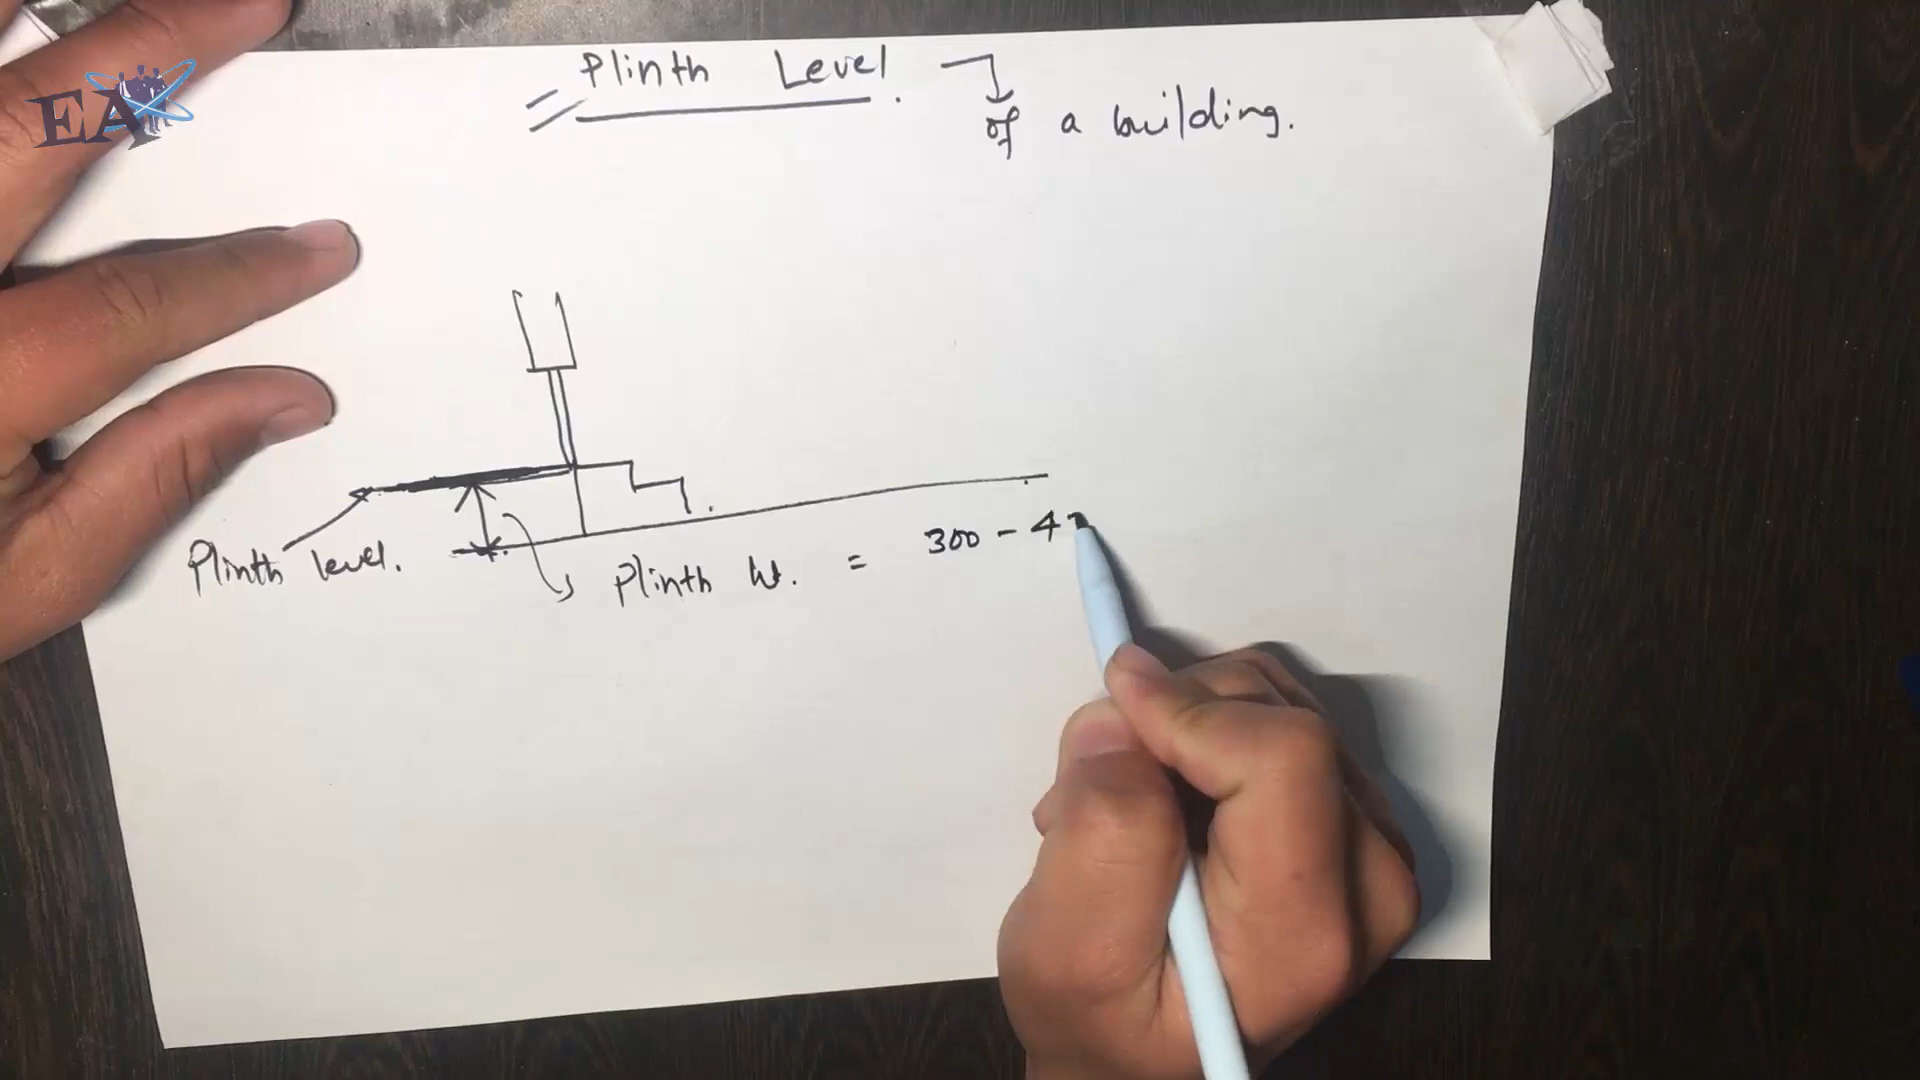 EA
Plinth Level
of a building.
Plinth level.
Plinth ht. = 300 - 4